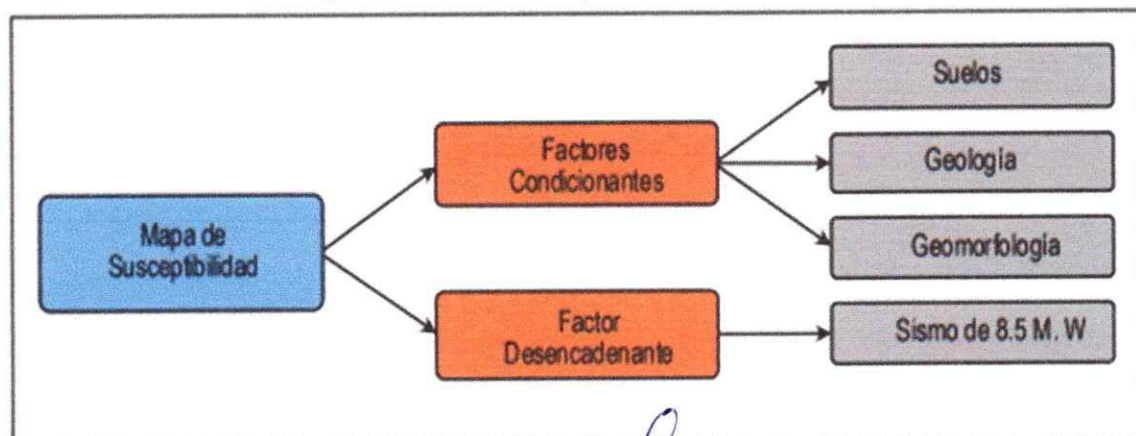 Mapa de
Susceptibilidad
Factores
Condicionantes
Factor
Desencadenante
Suelos
Geología
Geomorfología
Sismo de 8.5 M. W